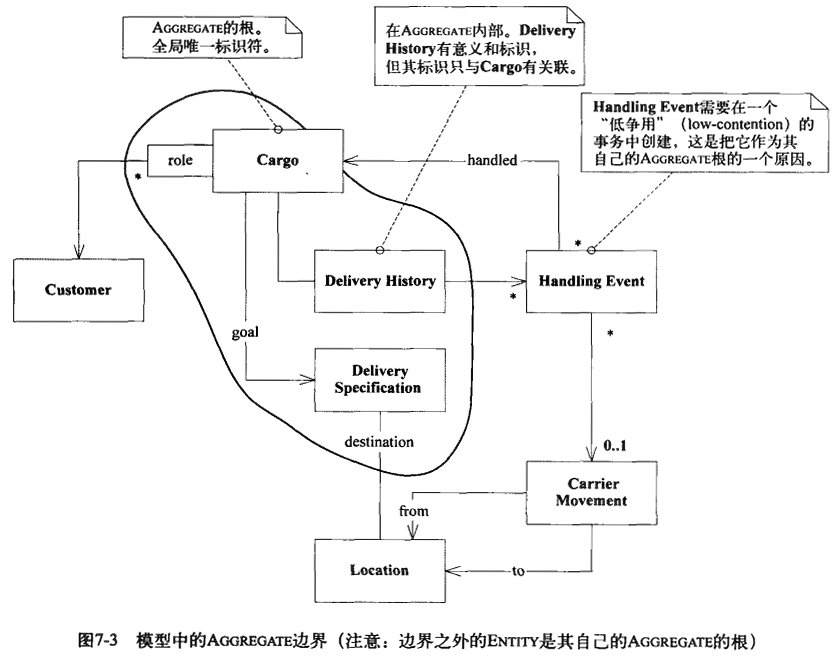 AGGREGATE的根。
全局唯一标识符。
在AGGREGATE内部。Delivery
History有意义和标识，
但其标识只与Cargo有关联。
Handling Event需要在一个
“低争用”（low-contention）的
事务中创建，这是把它作为其
自己的AGGREGATE根的一个原因。
role
Cargo
handled
*
*
Customer
Delivery History
Handling Event
*
*
goal
Delivery
Specification
destination
0..1
Carrier
Movement
from
Location
to
图7-3 模型中的AGGREGATE边界（注意：边界之外的ENTITY是其自己的AGGREGATE的根）